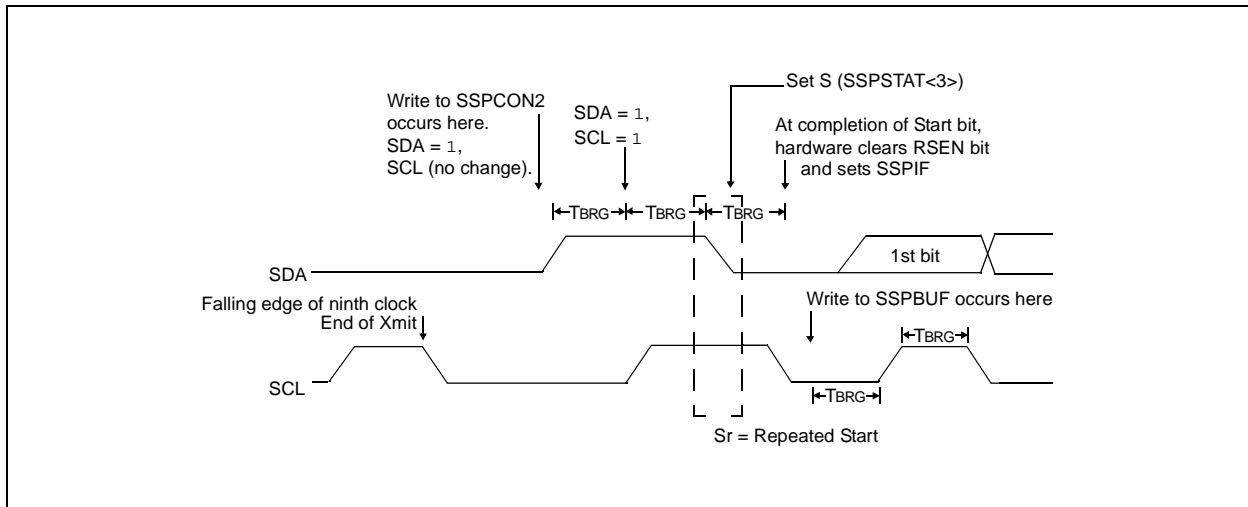 Set S (SSPSTAT<3>)
Write to SSPCON2
occurs here.
SDA = 1,
SCL (no change).
SDA = 1,
SCL = 1
At completion of Start bit,
hardware clears RSEN bit
and sets SSPIF
TBRG
TBRG
TBRG
SDA
1st bit
Falling edge of ninth clock
End of Xmit
Write to SSPBUF occurs here
TBRG
SCL
TBRG
Sr = Repeated Start